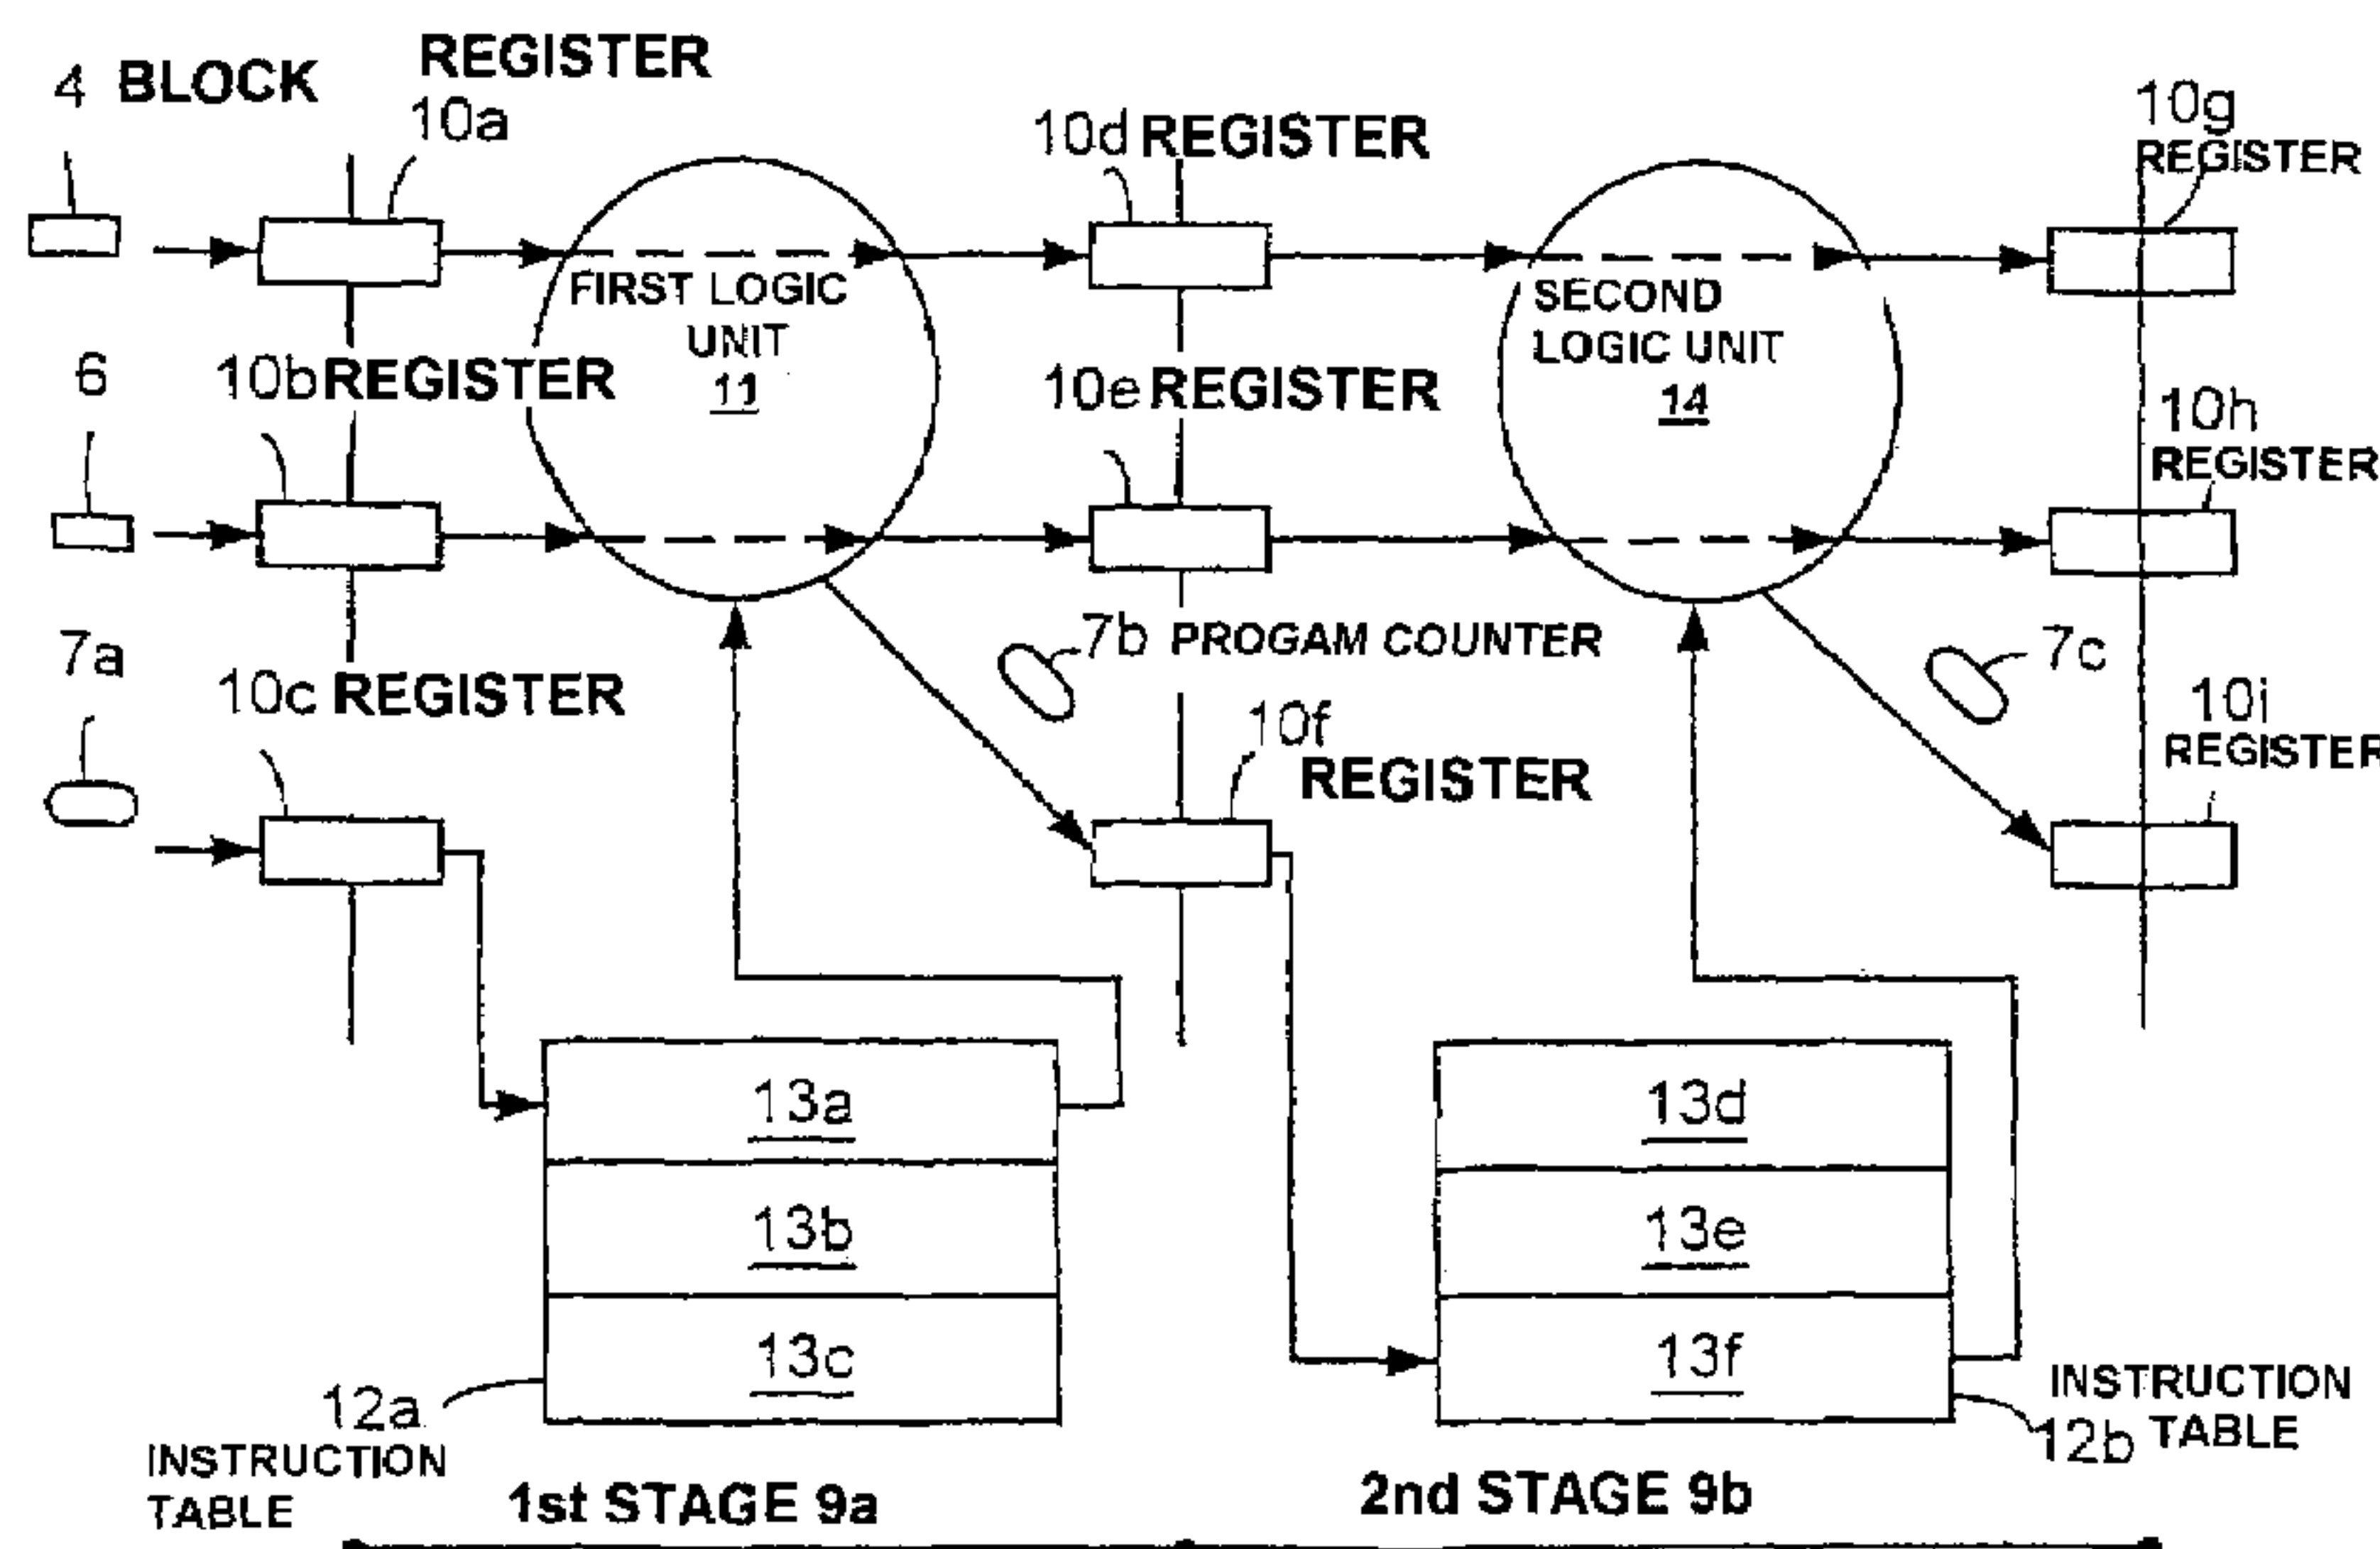 4 BLOCK
REGISTER
10a
10d REGISTER
10g
REGISTER
FIRST LOGIC
UNIT
11
SECOND
LOGIC UNIT
14
6
10b REGISTER
10e REGISTER
10h
REGISTER
7a
10c REGISTER
7b PROGAM COUNTER
7c
10f
REGISTER
10i
REGISTER
13a
13b
13c
13d
13e
13f
12a
INSTRUCTION
TABLE
INSTRUCTION
12b TABLE
1st STAGE 9a
2nd STAGE 9b